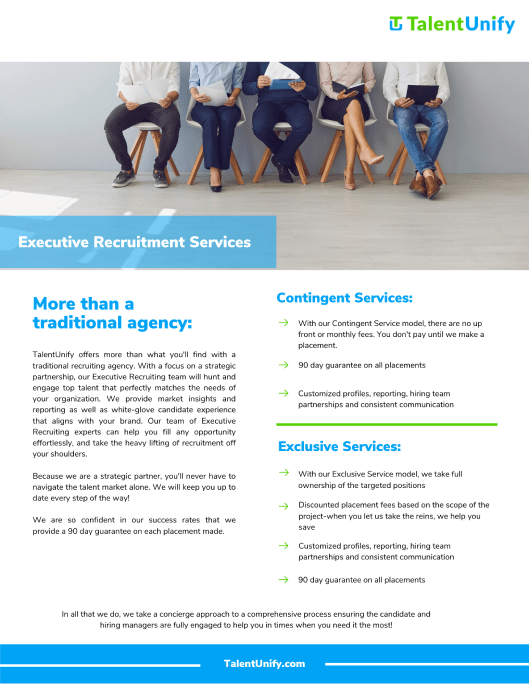 TalentUnify
Executive Recruitment Services
More than a
traditional agency:
TalentUnify offers more than what you'll find with a
traditional recruiting agency. With a focus on a strategic
partnership, our Executive Recruiting team will hunt and
engage top talent that perfectly matches the needs of
your organization. We provide market insights and
reporting as well as white-glove candidate experience
that aligns with your brand. Our team of Executive
Recruiting experts can help you fill any opportunity
effortlessly, and take the heavy lifting of recruitment off
your shoulders.
Because we are a strategic partner, you'll never have to
navigate the talent market alone. We will keep you up to
date every step of the way!
We are so confident in our success rates that we
provide a 90 day guarantee on each placement made.
Contingent Services:
With our Contingent Service model, there are no up
front or monthly fees. You don't pay until we make a
placement.
90 day guarantee on all placements
Customized profiles, reporting, hiring team
partnerships and consistent communication
Exclusive Services:
With our Exclusive Service model, we take full
ownership of the targeted positions
Discounted placement fees based on the scope of the
project-when you let us take the reins, we help you
save
Customized profiles, reporting, hiring team
partnerships and consistent communication
90 day guarantee on all placements
In all that we do, we take a concierge approach to a comprehensive process ensuring the candidate and
hiring managers are fully engaged to help you in times when you need it the most!
TalentUnify.com